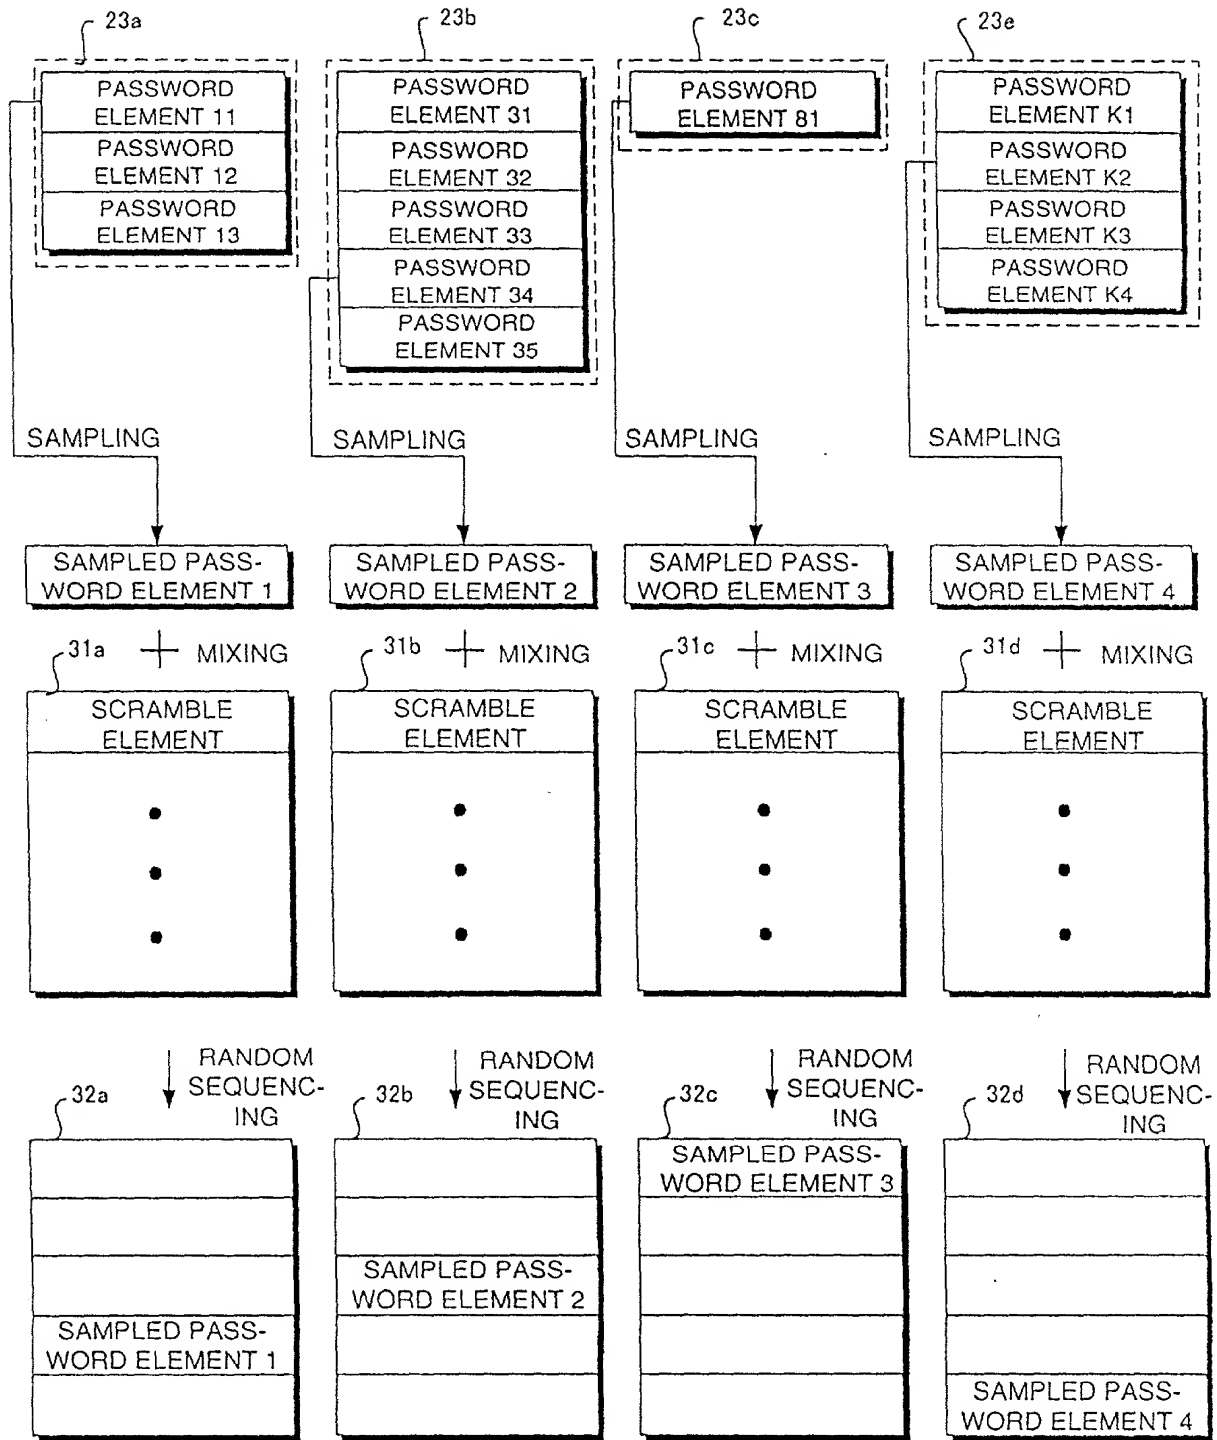 23a
23b
23c
23e
PASSWORD
ELEMENT 11
PASSWORD
ELEMENT 12
PASSWORD
ELEMENT 13
PASSWORD
ELEMENT 31
PASSWORD
ELEMENT 32
PASSWORD
ELEMENT 33
PASSWORD
ELEMENT 34
PASSWORD
ELEMENT 35
PASSWORD
ELEMENT 81
PASSWORD
ELEMENT K1
PASSWORD
ELEMENT K2
PASSWORD
ELEMENT K3
PASSWORD
ELEMENT K4
SAMPLING
SAMPLING
SAMPLING
SAMPLING
SAMPLED PASS-
WORD ELEMENT 1
SAMPLED PASS-
WORD ELEMENT 2
SAMPLED PASS-
WORD ELEMENT 3
SAMPLED PASS-
WORD ELEMENT 4
31a
+ MIXING
31b
+ MIXING
31c
+ MIXING
31d
+ MIXING
SCRAMBLE
ELEMENT
SCRAMBLE
ELEMENT
SCRAMBLE
ELEMENT
SCRAMBLE
ELEMENT
RANDOM
SEQUENC-
ING
RANDOM
SEQUENC-
ING
RANDOM
SEQUENC-
ING
RANDOM
SEQUENC-
ING
32a
32b
32c
32d
SAMPLED PASS-
WORD ELEMENT 1
SAMPLED PASS-
WORD ELEMENT 2
SAMPLED PASS-
WORD ELEMENT 3
SAMPLED PASS-
WORD ELEMENT 4